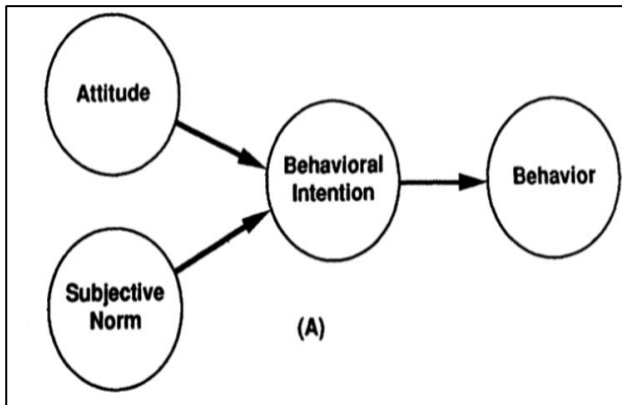 Attitude
Behavioral
Intention
Behavior
Subjective
Norm
(A)